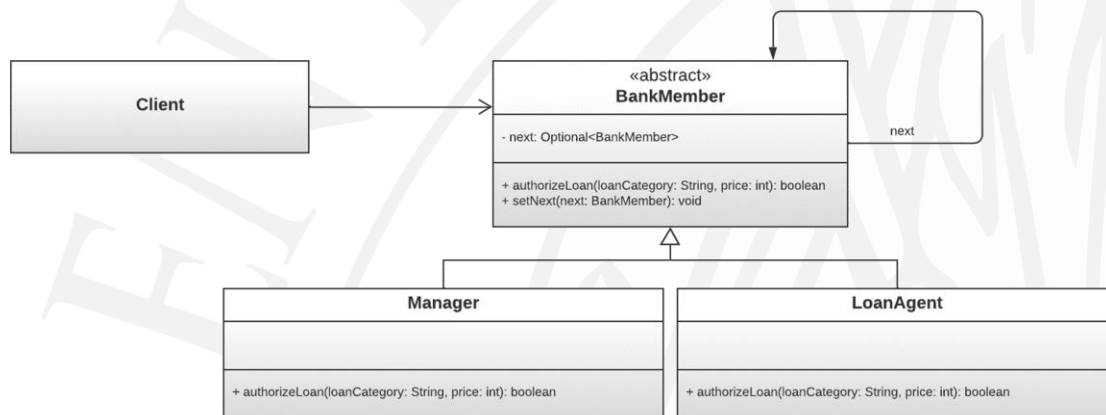 Client
«abstract»
BankMember
- next: Optional<BankMember>
next
+ authorizeLoan(loanCategory: String, price: int): boolean
+ setNext(next: BankMember): void
Manager
+ authorizeLoan(loanCategory: String, price: int): boolean
LoanAgent
+ authorizeLoan(loanCategory: String, price: int): boolean